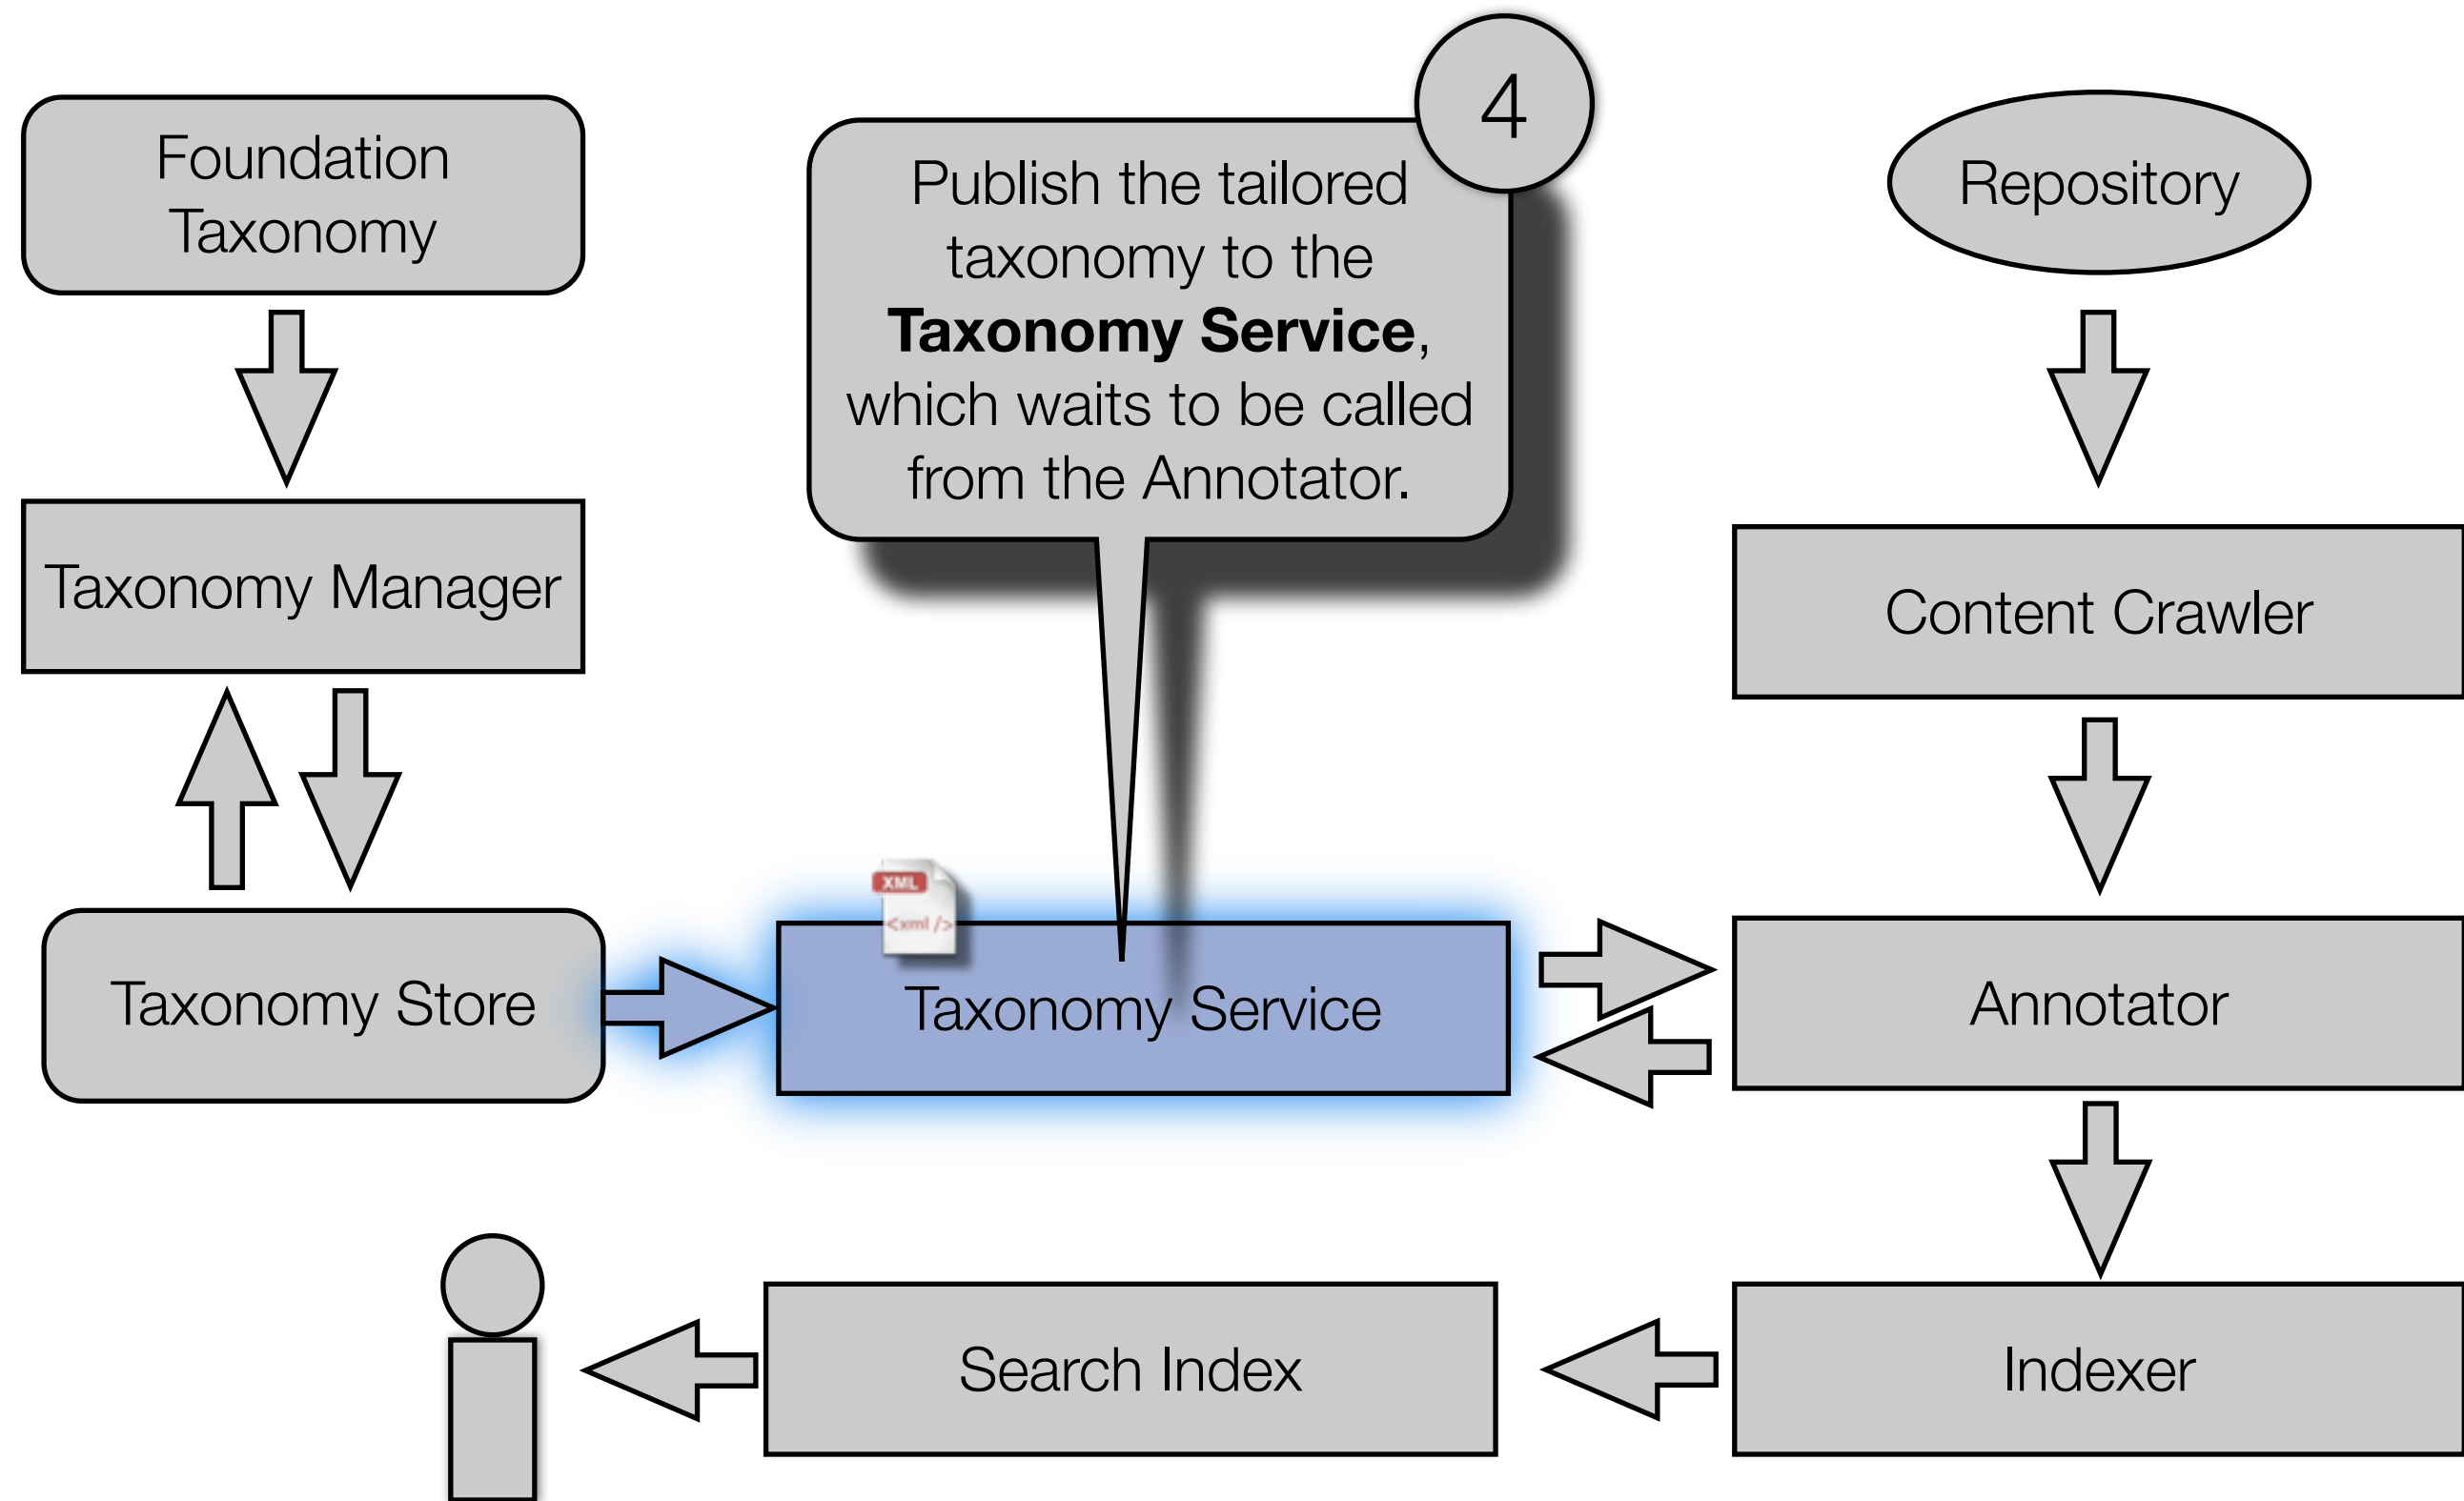 4
Foundation
Taxonomy
Publish the tailored
taxonomy to the
Taxonomy Service,
which waits to be called
from the Annotator.
Repository
Taxonomy Manager
Content Crawler
XML
<xml />
Taxonomy Store
Taxonomy Service
Annotator
Search Index
Indexer